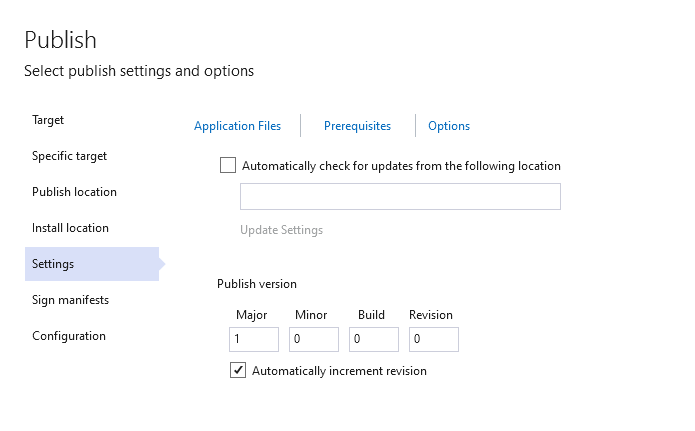 Publish
Select publish settings and options
Target
Specific target
Publish location
Install location
Settings
Sign manifests
Configuration
Application Files
Prerequisites
Options
Automatically check for updates from the following location
Update Settings
Publish version
Major Minor Build Revision
1 0 0 0
Automatically increment revision